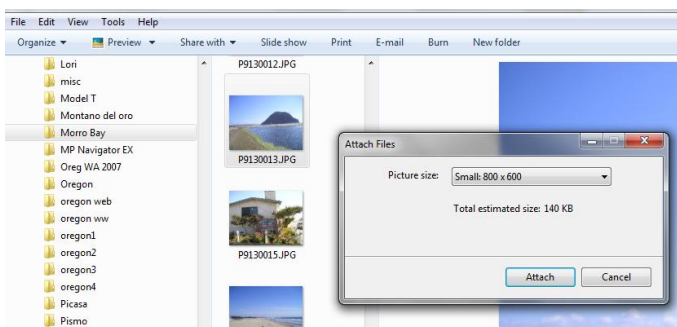 File Edit View Tools Help
Organize Preview Share with Slide show Print E-mail Burn New folder
Lori
misc
Model T
Montano del oro
Morro Bay
MP Navigator EX
Oreg WA 2007
Oregon
oregon web
oregon ww
oregon1
oregon2
oregon3
oregon4
Picasa
Pismo
P9130012.JPG
P9130013.JPG
P9130015.JPG
Attach Files
Picture size: Small: 800 x 600
Total estimated size: 140 KB
Attach Cancel